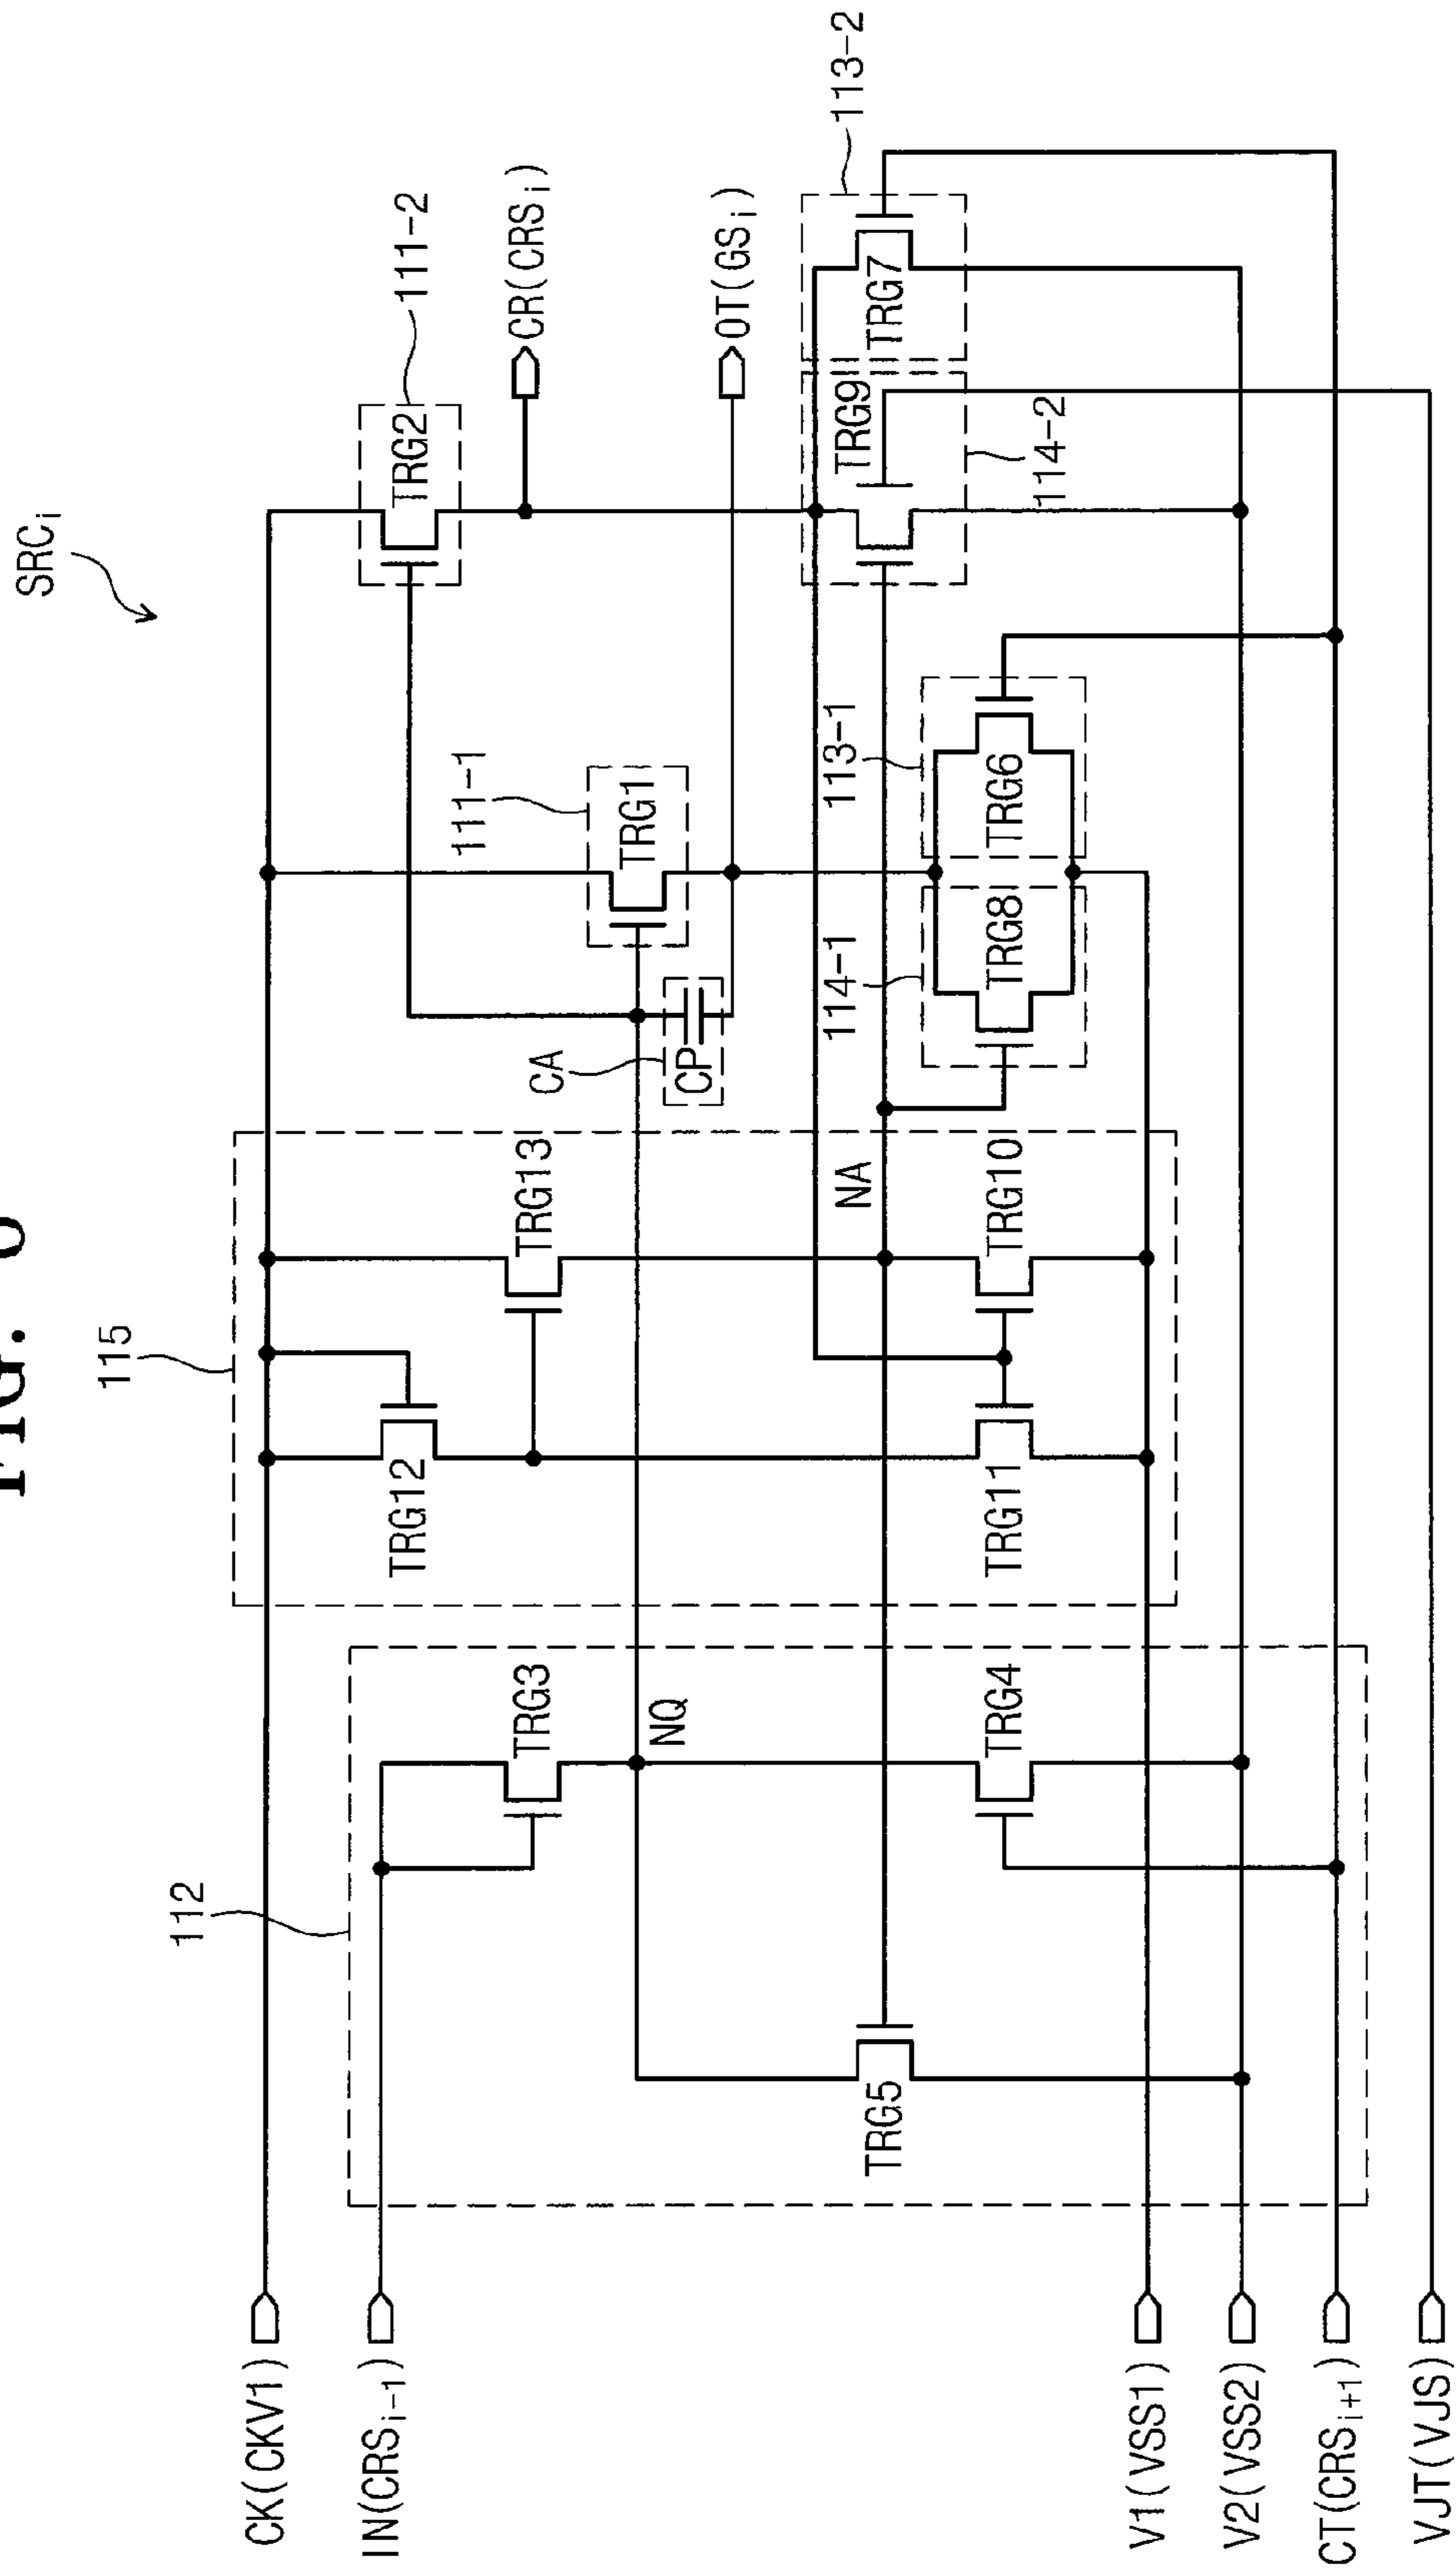 FIG. 6
SRCi
115
112
111-1
111-2
TRG2
CR(CRSi)
OT(GSi)
113-2
TRG1
CA
CP
TRG12
TRG13
TRG3
NQ
NA
TRG7
TRG9
114-2
113-1
114-1
TRG6
TRG8
TRG10
TRG11
TRG4
TRG5
CK(CKV1)
IN(CRSi-1)
V1(VSS1)
V2(VSS2)
CT(CRSi+1)
VJT(VJS)